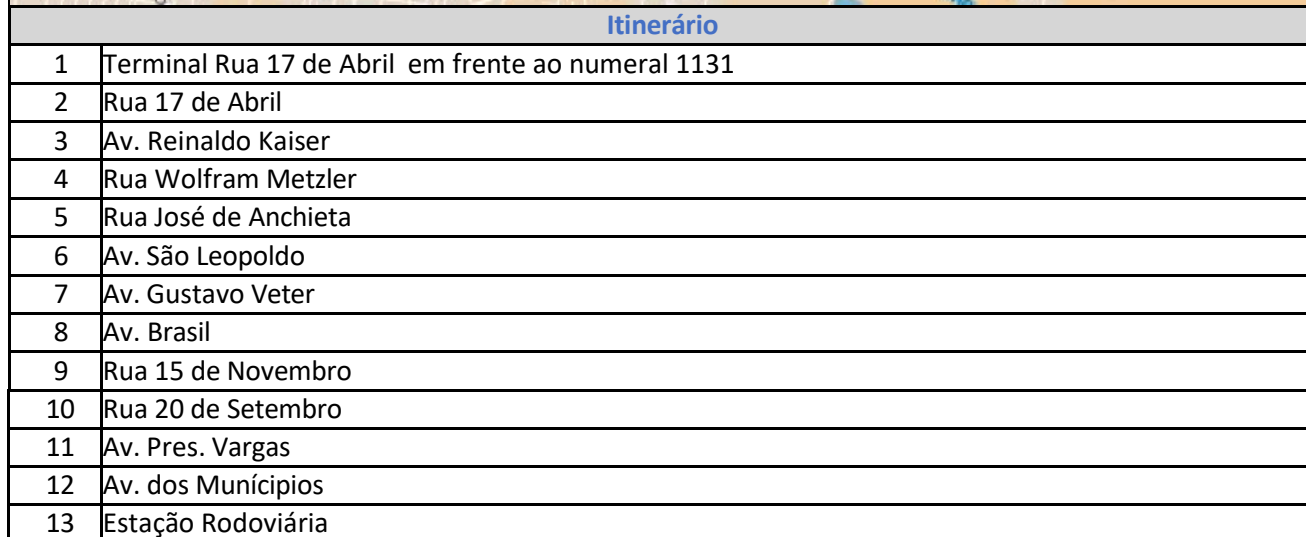 Itinerário
1 Terminal Rua 17 de Abril  em frente ao numeral 1131
2 Rua 17 de Abril
3 Av. Reinaldo Kaiser
4 Rua Wolfram Metzler
5 Rua José de Anchieta
6 Av. São Leopoldo
7 Av. Gustavo Veter
8 Av. Brasil
9 Rua 15 de Novembro
10 Rua 20 de Setembro
11 Av. Pres. Vargas
12 Av. dos Munícipios
13 Estação Rodoviária